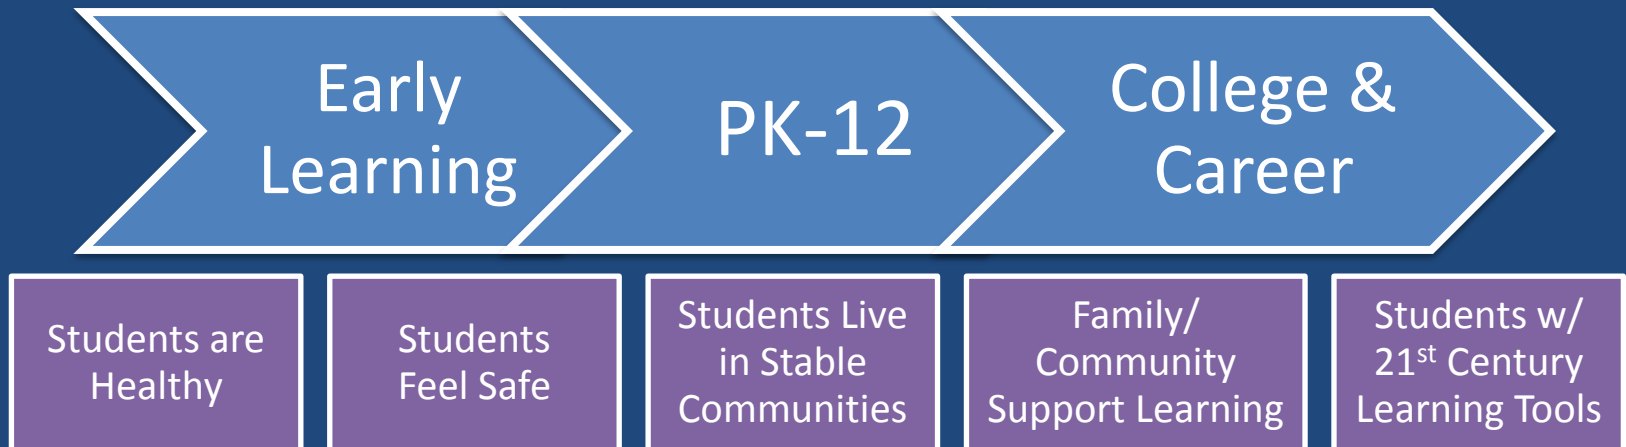 Early
Learning
PK-12
College &
Career
Students are
Healthy
Students
Feel Safe
Students Live
in Stable
Communities
Family/
Community
Support Learning
Students w/
21st Century
Learning Tools